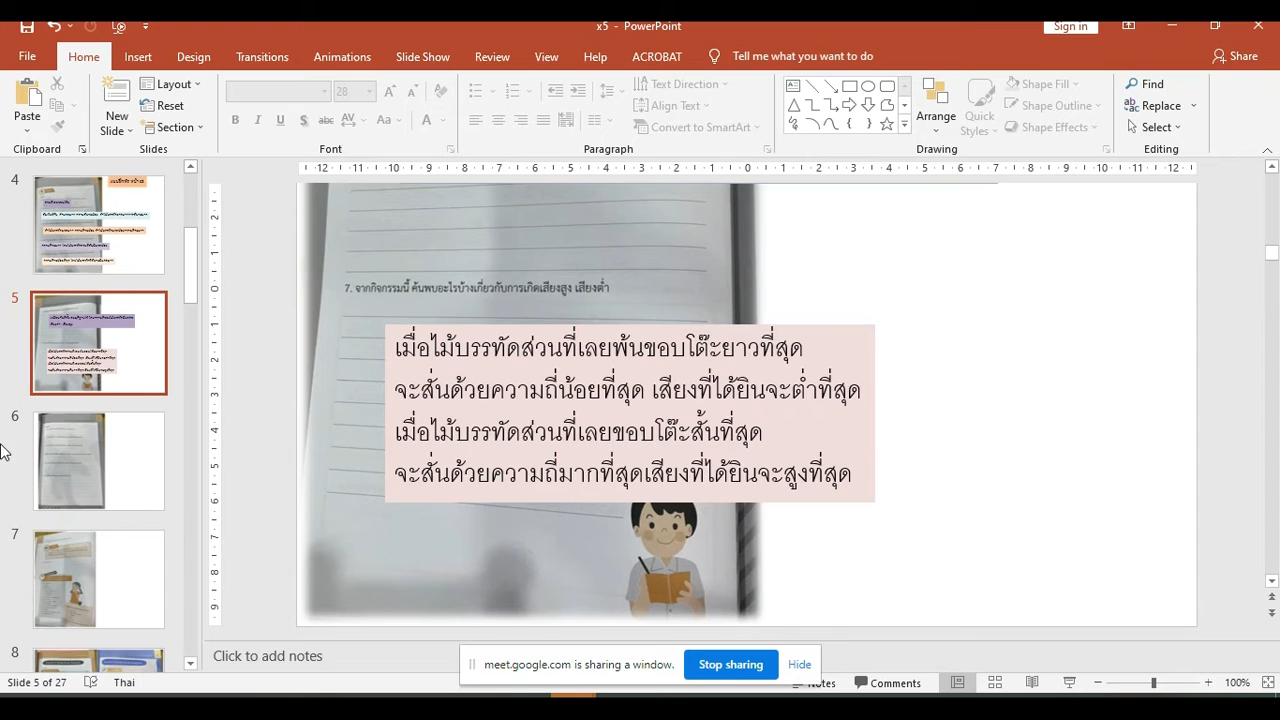 x5 - PowerPoint
Sign in
File Home Insert Design Transitions Animations Slide Show Review View Help ACROBAT Tell me what you want to do Share
Paste
Clipboard
New Slide
Layout
Reset
Section
Slides
28
Font
Text Direction
Align Text
Convert to SmartArt
Paragraph
Arrange
Quick Styles
Shape Fill
Shape Outline
Shape Effects
Drawing
Find
Replace
Select
Editing
4
5
6
7
8
7. จากกิจกรรมนี้ ค้นพบอะไรบ้างเกี่ยวกับการเกิดเสียงสูง เสียงต่ำ
เมื่อไม้บรรทัดส่วนที่เลยพ้นขอบโต๊ะยาวที่สุด
จะสั่นด้วยความถี่น้อยที่สุด เสียงที่ได้ยินจะต่ำที่สุด
เมื่อไม้บรรทัดส่วนที่เลยขอบโต๊ะสั้นที่สุด
จะสั่นด้วยความถี่มากที่สุดเสียงที่ได้ยินจะสูงที่สุด
Click to add notes
meet.google.com is sharing a window. Stop sharing Hide
Slide 5 of 27 Thai Notes Comments 100%